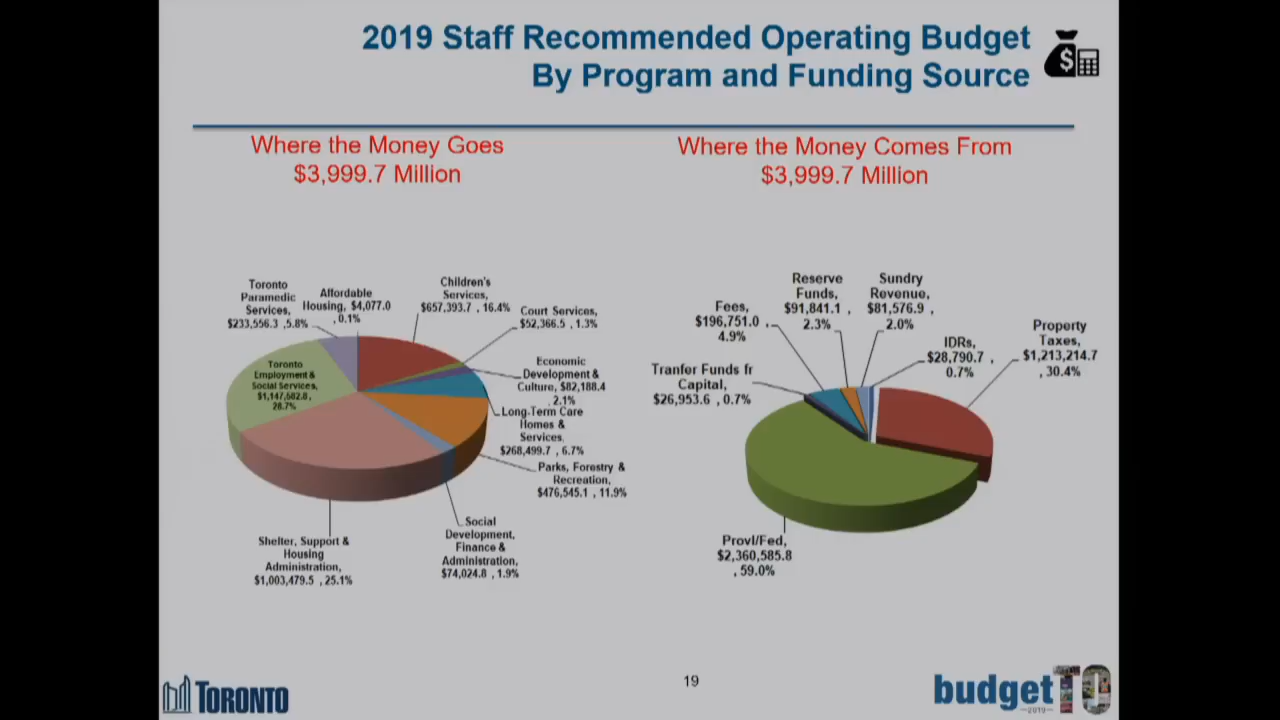 2019 Staff Recommended Operating Budget
By Program and Funding Source
$
Where the Money Goes
$3,999.7 Million
Where the Money Comes From
$3,999.7 Million
Toronto
Paramedic
Services,
$233,556.3 ,5.8%
Affordable
Housing, $4,077.0
, 0.1%
Children's
Services,
$657,393.7 , 16.4%
Court Services,
$52,366.5 , 1.3%
Economic
Development &
Culture, $82,188.4
, 2.1%
Long-Term Care
Homes &
Services,
$268,499.7 , 6.7%
Parks, Forestry &
Recreation,
$476,545.1 , 11.9%
Social
Development,
Finance &
Administration,
$74,024.8 , 1.9%
Shelter, Support &
Housing
Administration,
$1,003,479.5 , 25.1%
Toronto
Employment &
Social Services,
$1,147,582.8,
28.7%
Tranfer Funds fr
Capital,
$26,953.6 , 0.7%
Fees,
$196,751.0 ,
4.9%
Reserve
Funds,
$91,841.1 ,
2.3%
Sundry
Revenue,
$81,576.9 ,
2.0%
IDRs,
$28,790.7 ,
0.7%
Property
Taxes,
$1,213,214.7
, 30.4%
Provl/Fed,
$2,360,585.8
, 59.0%
TORONTO
19
budgetTO
2019